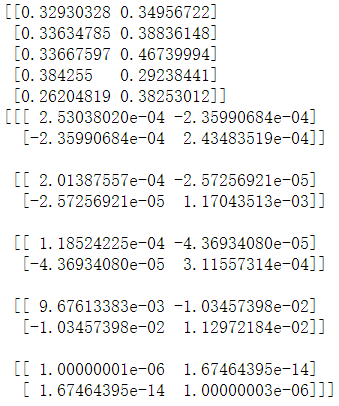 [[0.32930328 0.34956722]
 [0.33634785 0.38836148]
 [0.33667597 0.46739994]
 [0.384255   0.29238441]
 [0.26204819 0.38253012]]
[[[ 2.53038020e-04 -2.35990684e-04]
  [-2.35990684e-04  2.43483519e-04]]

 [[ 2.01387557e-04 -2.57256921e-05]
  [-2.57256921e-05  1.17043513e-03]]

 [[ 1.18524225e-04 -4.36934080e-05]
  [-4.36934080e-05  3.11557314e-04]]

 [[ 9.67613383e-03 -1.03457398e-02]
  [-1.03457398e-02  1.12972184e-02]]

 [[ 1.00000001e-06  1.67464395e-14]
  [ 1.67464395e-14  1.00000003e-06]]]